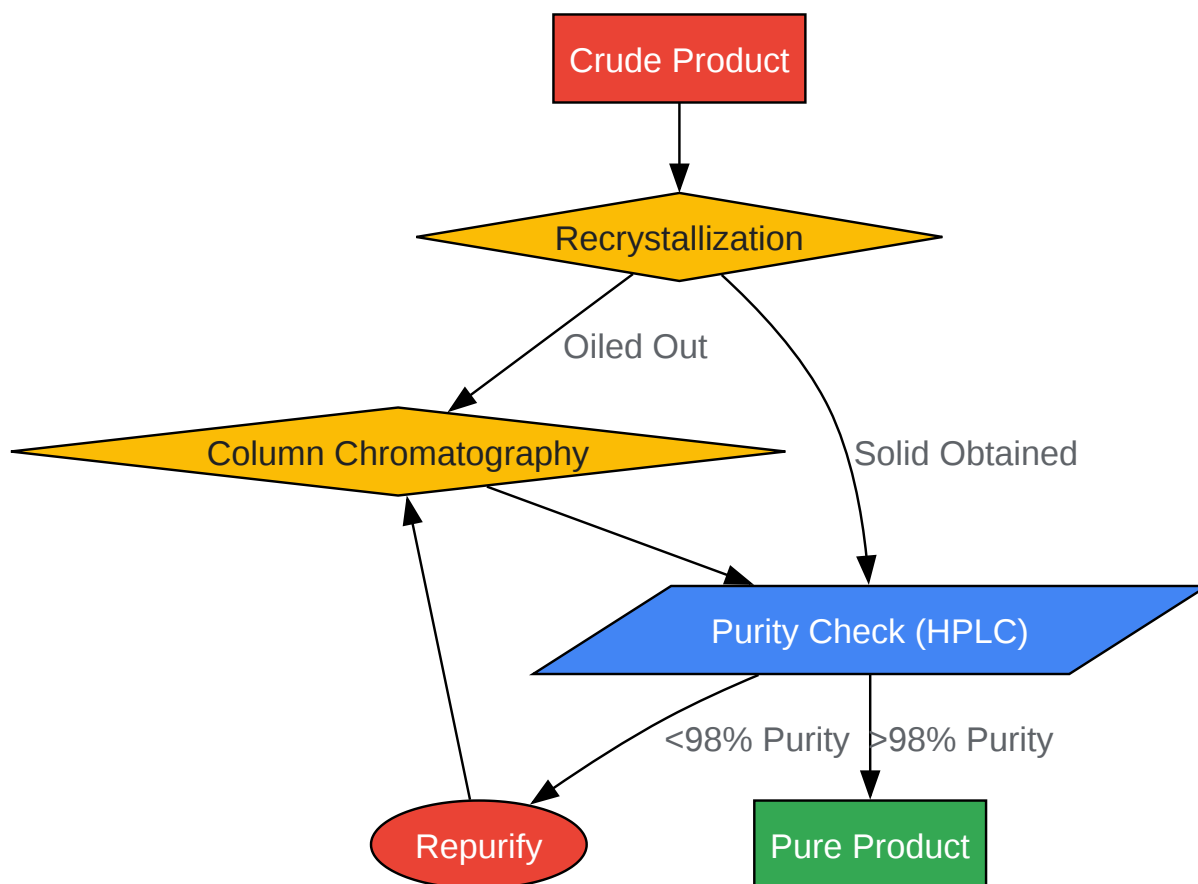 Crude Product
Recrystallization
Oiled Out
Column Chromatography
Solid Obtained
Purity Check (HPLC)
<98% Purity
>98% Purity
Repurify
Pure Product